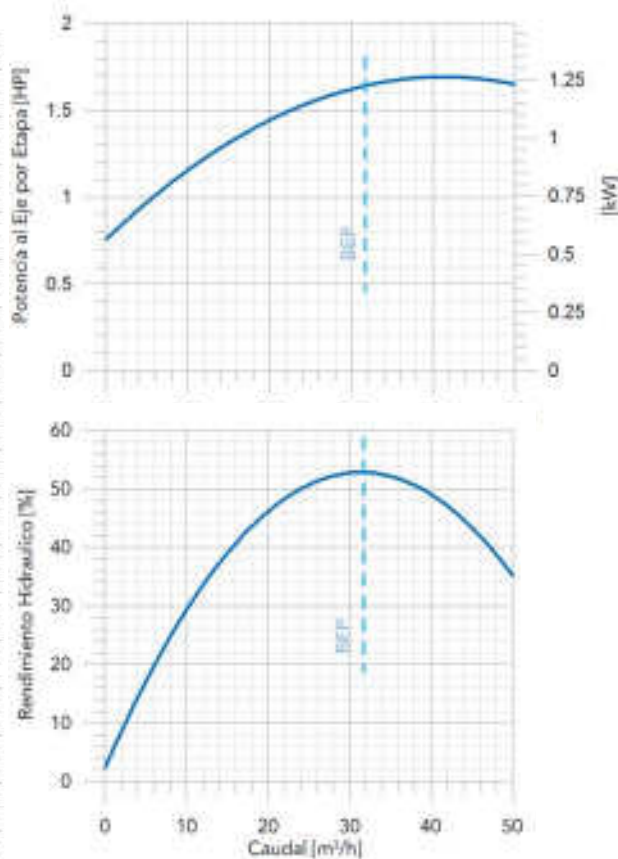 Potencia al Eje por Etapa [HP]
2
1.5
1
0.5
0
BEP
1.25
1
0.75
0.5
0.25
0
[kW]
Rendimiento Hidraulico [%]
60
50
40
30
20
10
0
BEP
0 10 20 30 40 50
Caudal [m³/h]